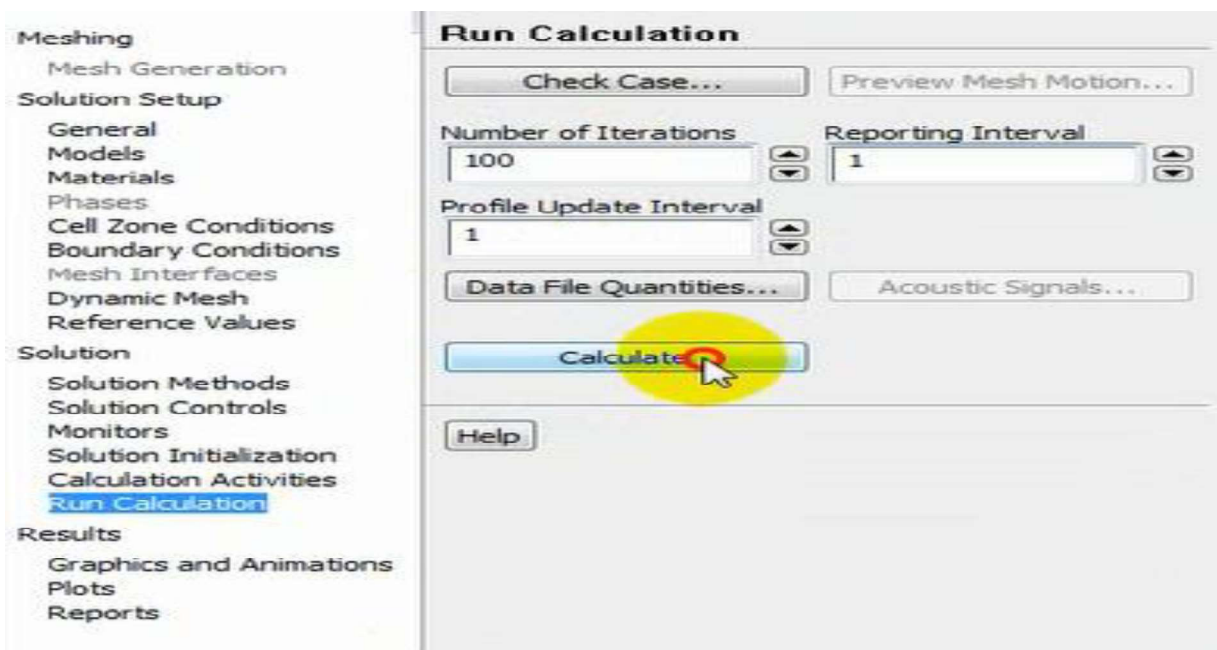 Meshing
Mesh Generation
Solution Setup
General
Models
Materials
Phases
Cell Zone Conditions
Boundary Conditions
Mesh Interfaces
Dynamic Mesh
Reference Values
Solution
Solution Methods
Solution Controls
Monitors
Solution Initialization
Calculation Activities
Run Calculation
Results
Graphics and Animations
Plots
Reports
Run Calculation
Check Case... Preview Mesh Motion...
Number of Iterations Reporting Interval
100 1
Profile Update Interval
1
Data File Quantities... Acoustic Signals...
Calculate
Help